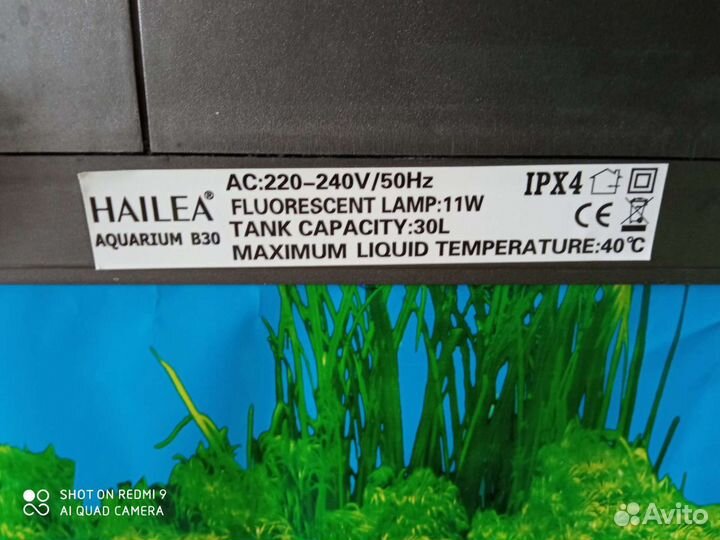 HAILEA®
AQUARIUM B30
AC:220-240V/50Hz
FLUORESCENT LAMP:11W
TANK CAPACITY:30L
MAXIMUM LIQUID TEMPERATURE:40℃
IPX4
CE
SHOT ON REDMI 9
AI QUAD CAMERA
Avito